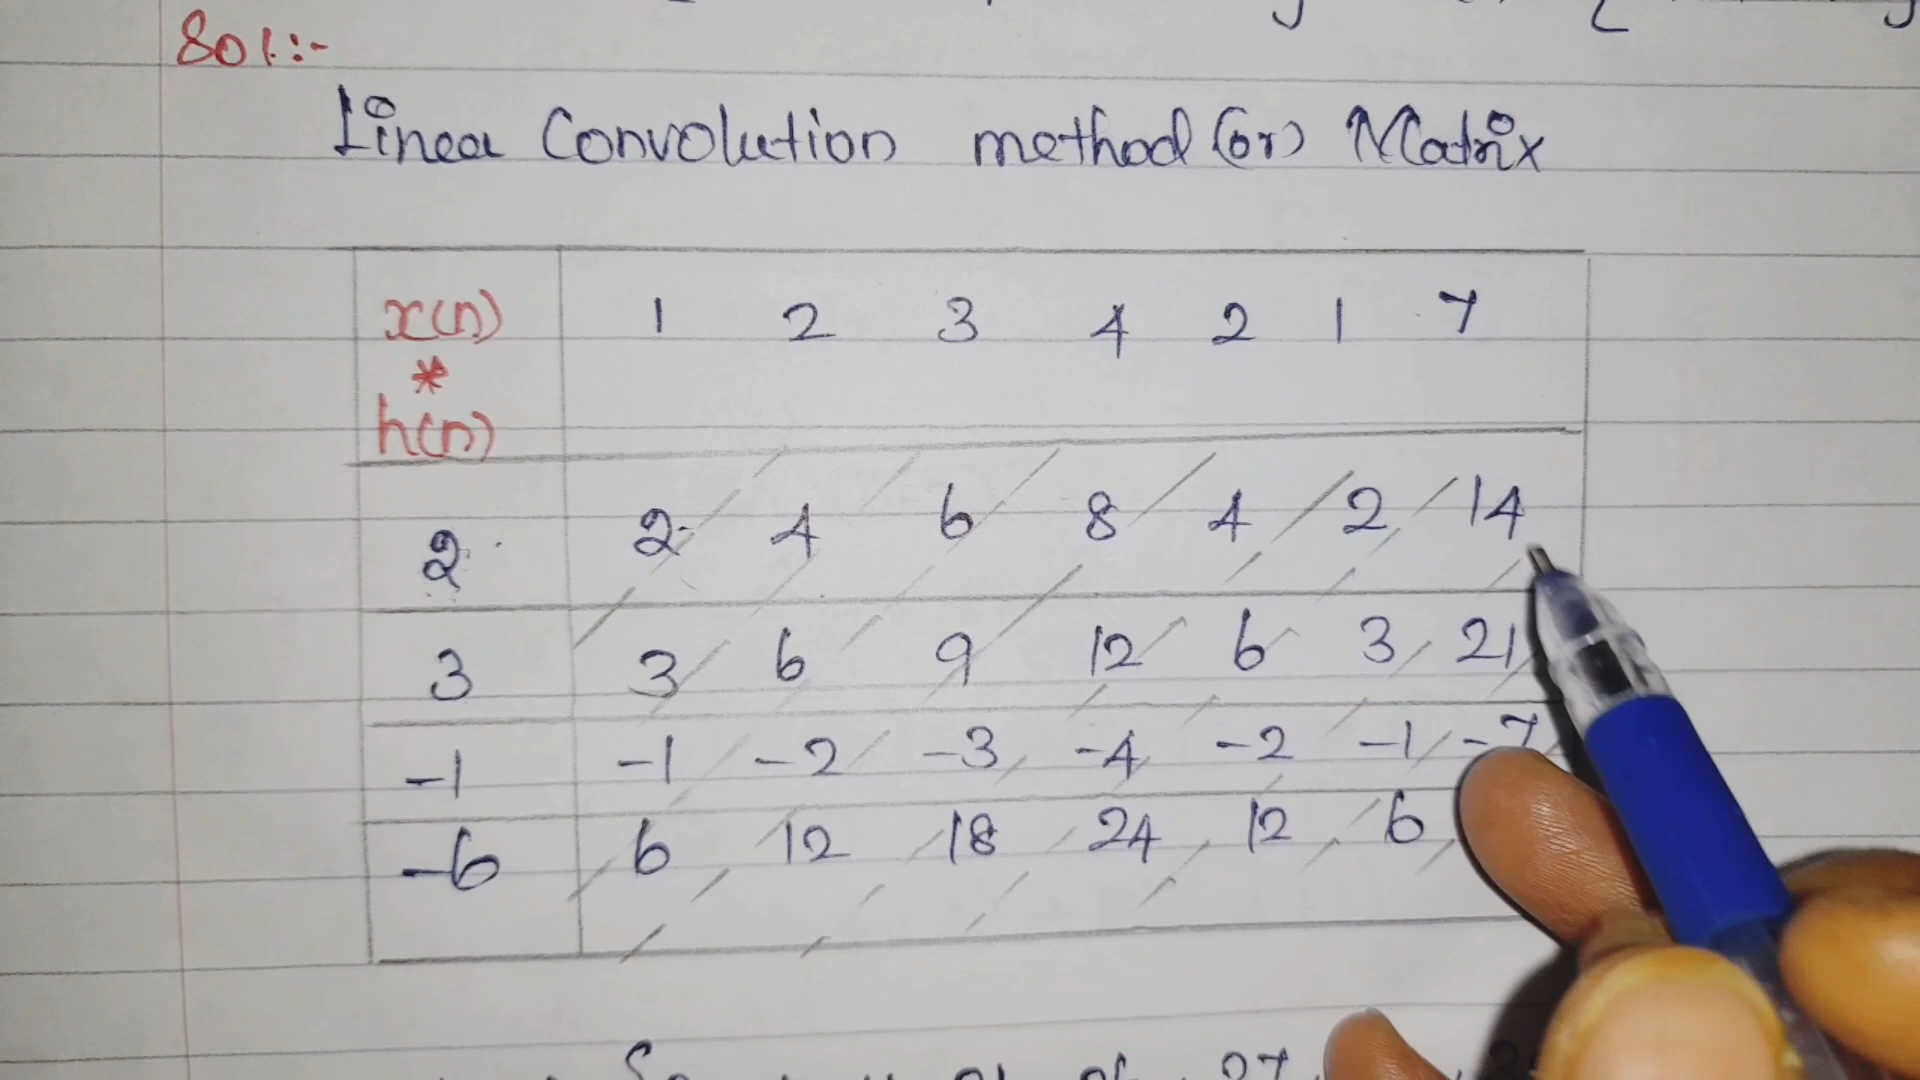 Sol:-
Linear Convolution method (or) Matrix
x(n) 1 2 3 4 2 1 7
*
h(n)
2 2 4 6 8 4 2 14
3 3 6 9 12 6 3 21
-1 -1 -2 -3 -4 -2 -1 -7
-6 6 12 18 24 12 6
27